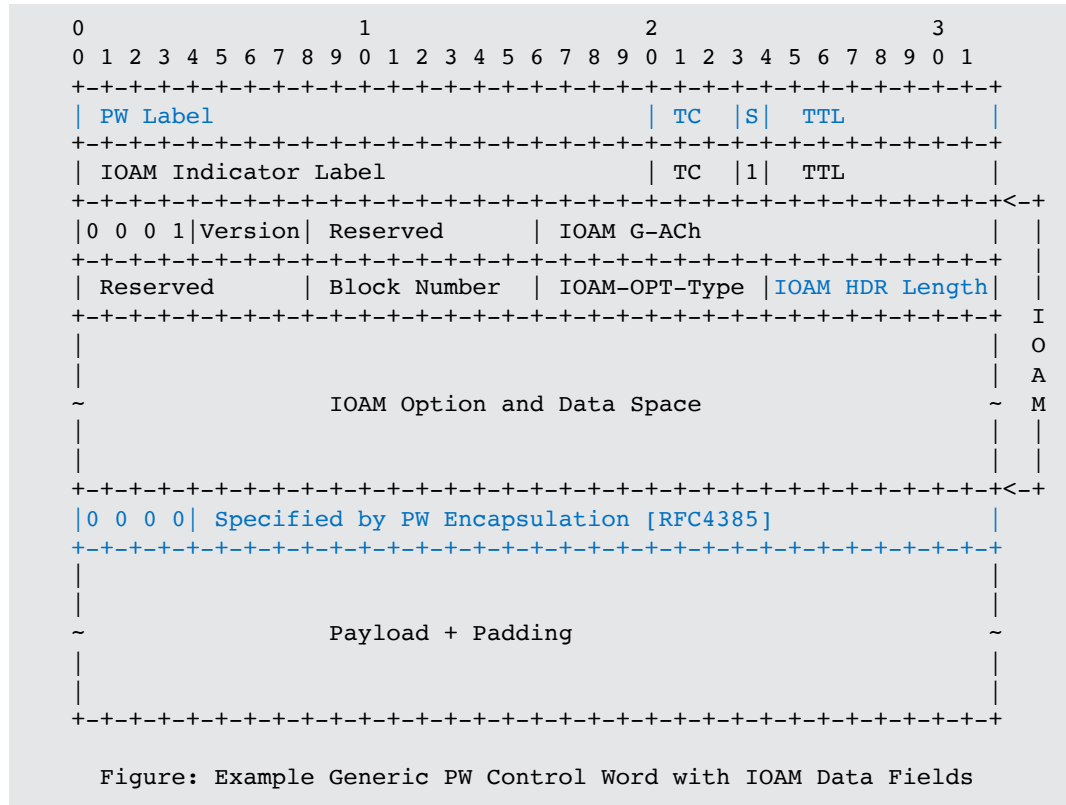 0                   1                   2                   3
0 1 2 3 4 5 6 7 8 9 0 1 2 3 4 5 6 7 8 9 0 1 2 3 4 5 6 7 8 9 0 1
+-+-+-+-+-+-+-+-+-+-+-+-+-+-+-+-+-+-+-+-+-+-+-+-+-+-+-+-+-+-+-+-+
| PW Label                              | TC  |S|  TTL          |
+-+-+-+-+-+-+-+-+-+-+-+-+-+-+-+-+-+-+-+-+-+-+-+-+-+-+-+-+-+-+-+-+
| IOAM Indicator Label                  | TC  |1|  TTL          |
+-+-+-+-+-+-+-+-+-+-+-+-+-+-+-+-+-+-+-+-+-+-+-+-+-+-+-+-+-+-+-+-+<-+
|0 0 0 1|Version| Reserved      | IOAM G-ACh                    |  |
+-+-+-+-+-+-+-+-+-+-+-+-+-+-+-+-+-+-+-+-+-+-+-+-+-+-+-+-+-+-+-+-+  |
| Reserved      | Block Number  | IOAM-OPT-Type |IOAM HDR Length|  |
+-+-+-+-+-+-+-+-+-+-+-+-+-+-+-+-+-+-+-+-+-+-+-+-+-+-+-+-+-+-+-+-+  I
|                                                               |  O
|                                                               |  A
~                 IOAM Option and Data Space                    ~  M
|                                                               |  |
|                                                               |  |
+-+-+-+-+-+-+-+-+-+-+-+-+-+-+-+-+-+-+-+-+-+-+-+-+-+-+-+-+-+-+-+-+<-+
|0 0 0 0| Specified by PW Encapsulation [RFC4385]               |
+-+-+-+-+-+-+-+-+-+-+-+-+-+-+-+-+-+-+-+-+-+-+-+-+-+-+-+-+-+-+-+-+
|                                                               |
|                                                               |
~                 Payload + Padding                             ~
|                                                               |
|                                                               |
+-+-+-+-+-+-+-+-+-+-+-+-+-+-+-+-+-+-+-+-+-+-+-+-+-+-+-+-+-+-+-+-+
Figure: Example Generic PW Control Word with IOAM Data Fields